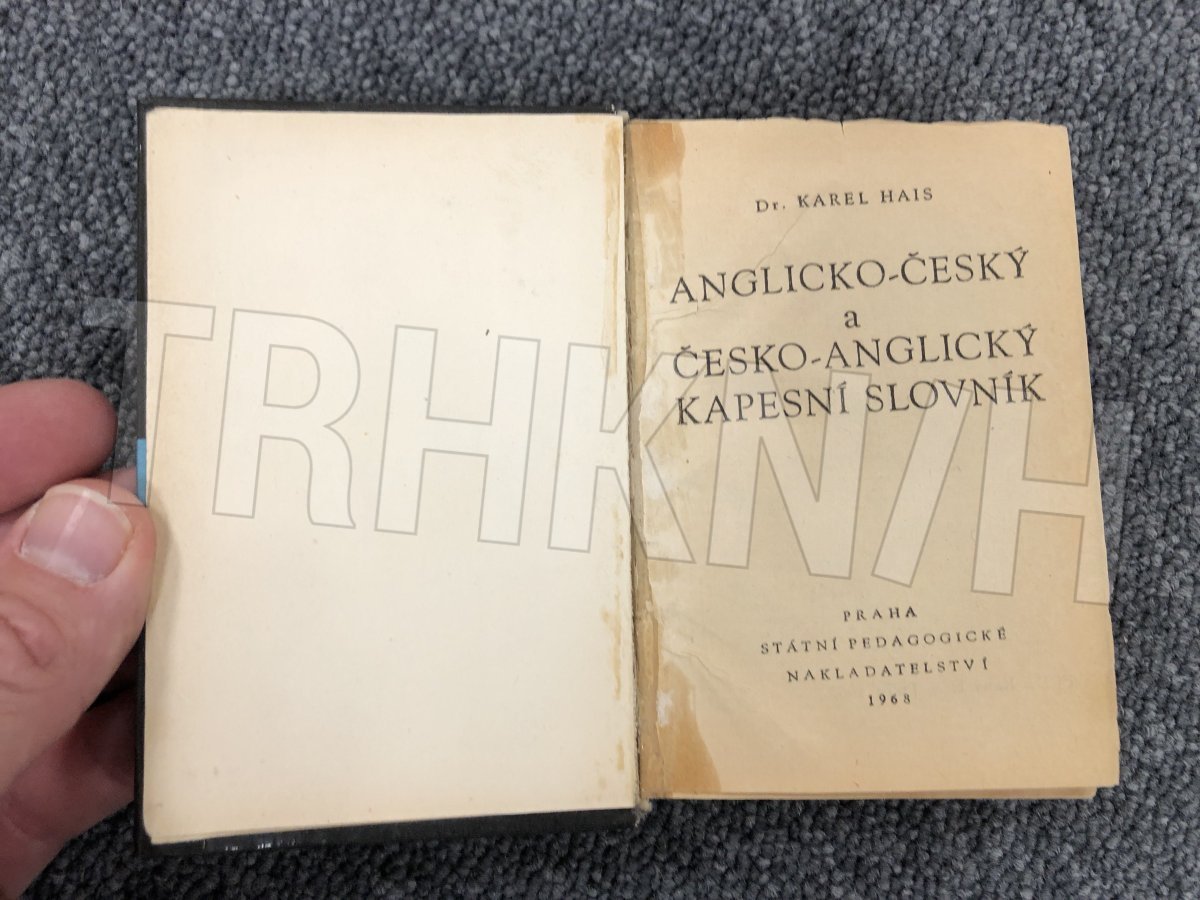 Dr. KAREL HAIS
ANGLICKO-ČESKÝ
a
ČESKO-ANGLICKÝ
KAPESNÍ SLOVNÍK
PRAHA
STÁTNÍ PEDAGOGICKÉ
NAKLADATELSTVÍ
1968
TRHKNIH